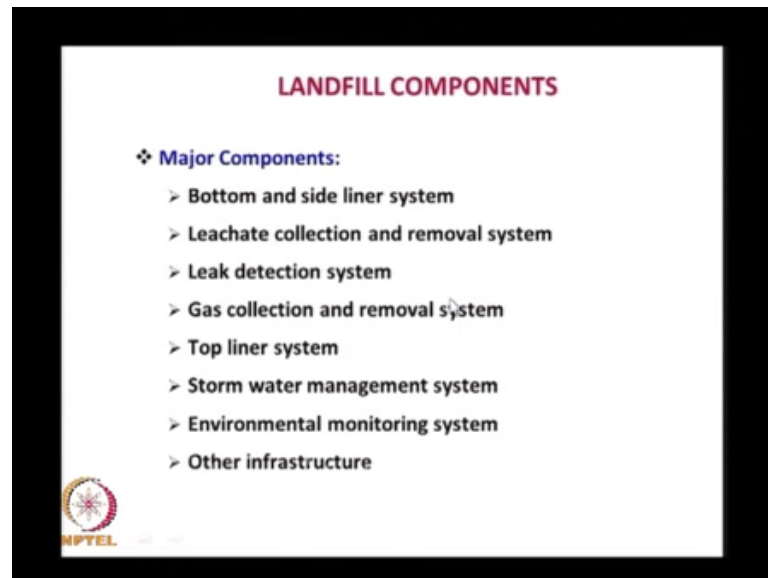 LANDFILL COMPONENTS
❖ Major Components:
➢ Bottom and side liner system
➢ Leachate collection and removal system
➢ Leak detection system
➢ Gas collection and removal system
➢ Top liner system
➢ Storm water management system
➢ Environmental monitoring system
➢ Other infrastructure
NPTEL